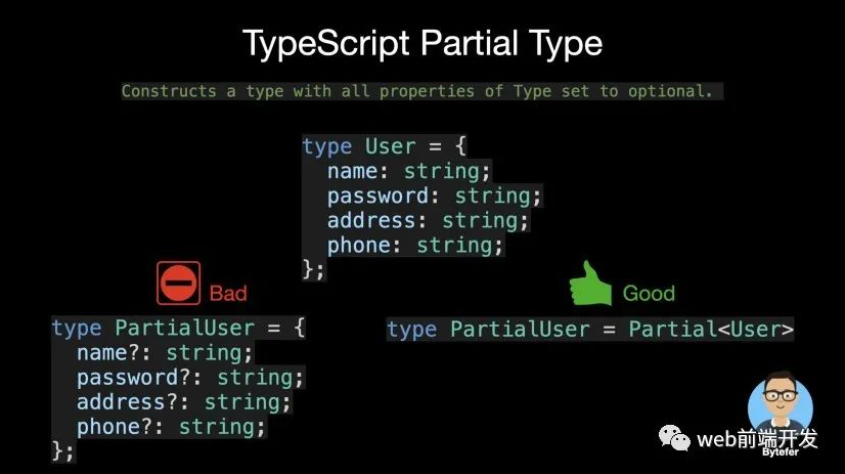 TypeScript Partial Type
Constructs a type with all properties of Type set to optional.
type User = {
name: string;
password: string;
address: string;
phone: string;
};
Bad
type PartialUser = {
name?: string;
password?: string;
address?: string;
phone?: string;
};
Good
type PartialUser = Partial<User>
web前端开发
Bytefer